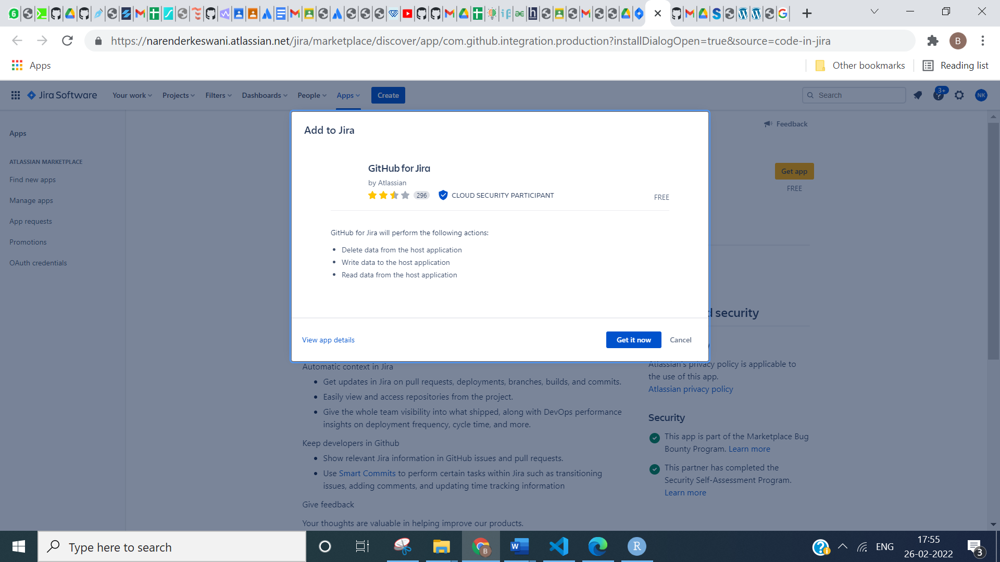 https://narenderkeswani.atlassian.net/jira/marketplace/discover/app/com.github.integration.production?installDialogOpen=true&source=code-in-jira
B
Apps
Other bookmarks
Reading list
Jira Software
Your work
Projects
Filters
Dashboards
People
Apps
Create
Search
3+
NK
Apps
ATLASSIAN MARKETPLACE
Find new apps
Manage apps
App requests
Promotions
OAuth credentials
Feedback
Get app
FREE
Add to Jira
GitHub for Jira
by Atlassian
296
CLOUD SECURITY PARTICIPANT
FREE
GitHub for Jira will perform the following actions:
• Delete data from the host application
• Write data to the host application
• Read data from the host application
View app details
Get it now
Cancel
security
Automatic context in Jira
• Get updates in Jira on pull requests, deployments, branches, builds, and commits.
• Easily view and access repositories from the project.
• Give the whole team visibility into what shipped, along with DevOps performance
insights on deployment frequency, cycle time, and more.
Keep developers in Github
• Show relevant Jira information in GitHub issues and pull requests.
• Use Smart Commits to perform certain tasks within Jira such as transitioning
issues, adding comments, and updating time tracking information
Give feedback
Your thoughts are valuable in helping improve our products.
Atlassian's privacy policy is applicable to
the use of this app.
Atlassian privacy policy
Security
This app is part of the Marketplace Bug
Bounty Program. Learn more
This partner has completed the
Security Self-Assessment Program.
Learn more
Type here to search
ENG
17:55
26-02-2022
3